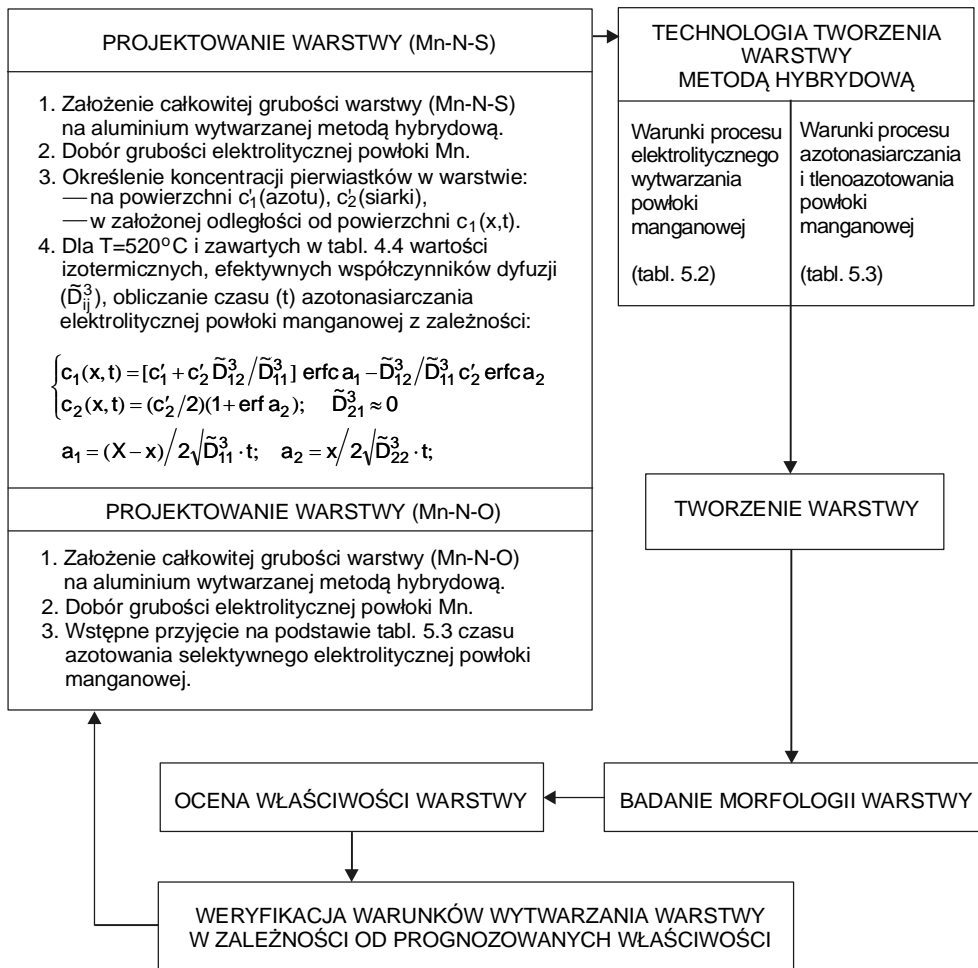 PROJEKTOWANIE WARSTWY (Mn-N-S)
1. Założenie całkowitej grubości warstwy (Mn-N-S)
na aluminium wytwarzanej metodą hybrydową.
2. Dobór grubości elektrolitycznej powłoki Mn.
3. Określenie koncentracji pierwiastków w warstwie:
— na powierzchni c′₁(azotu), c′₂(siarki),
— w założonej odległości od powierzchni c₁(x,t).
4. Dla T=520°C i zawartych w tabl. 4.4 wartości
izotermicznych, efektywnych współczynników dyfuzji
(D̃³ᵢⱼ), obliczanie czasu (t) azotonasiarczania
elektrolitycznej powłoki manganowej z zależności:
{c₁(x,t) = [c′₁ + c′₂ D̃³₁₂/D̃³₁₁] erfc a₁ – D̃³₁₂/D̃³₁₁ c′₂ erfc a₂
c₂(x,t) = (c′₂/2)(1+ erf a₂); D̃³₂₁ ≈ 0
a₁ = (X – x)/2√D̃³₁₁ · t; a₂ = x/2√D̃³₂₂ · t;
PROJEKTOWANIE WARSTWY (Mn-N-O)
1. Założenie całkowitej grubości warstwy (Mn-N-O)
na aluminium wytwarzanej metodą hybrydową.
2. Dobór grubości elektrolitycznej powłoki Mn.
3. Wstępne przyjęcie na podstawie tabl. 5.3 czasu
azotowania selektywnego elektrolitycznej powłoki
manganowej.
TECHNOLOGIA TWORZENIA
WARSTWY
METODĄ HYBRYDOWĄ
Warunki procesu
elektrolitycznego
wytwarzania
powłoki
manganowej
(tabl. 5.2)
Warunki procesu
azotonasiarczania
i tlenoazotowania
powłoki
manganowej
(tabl. 5.3)
TWORZENIE WARSTWY
BADANIE MORFOLOGII WARSTWY
OCENA WŁAŚCIWOŚCI WARSTWY
WERYFIKACJA WARUNKÓW WYTWARZANIA WARSTWY
W ZALEŻNOŚCI OD PROGNOZOWANYCH WŁAŚCIWOŚCI